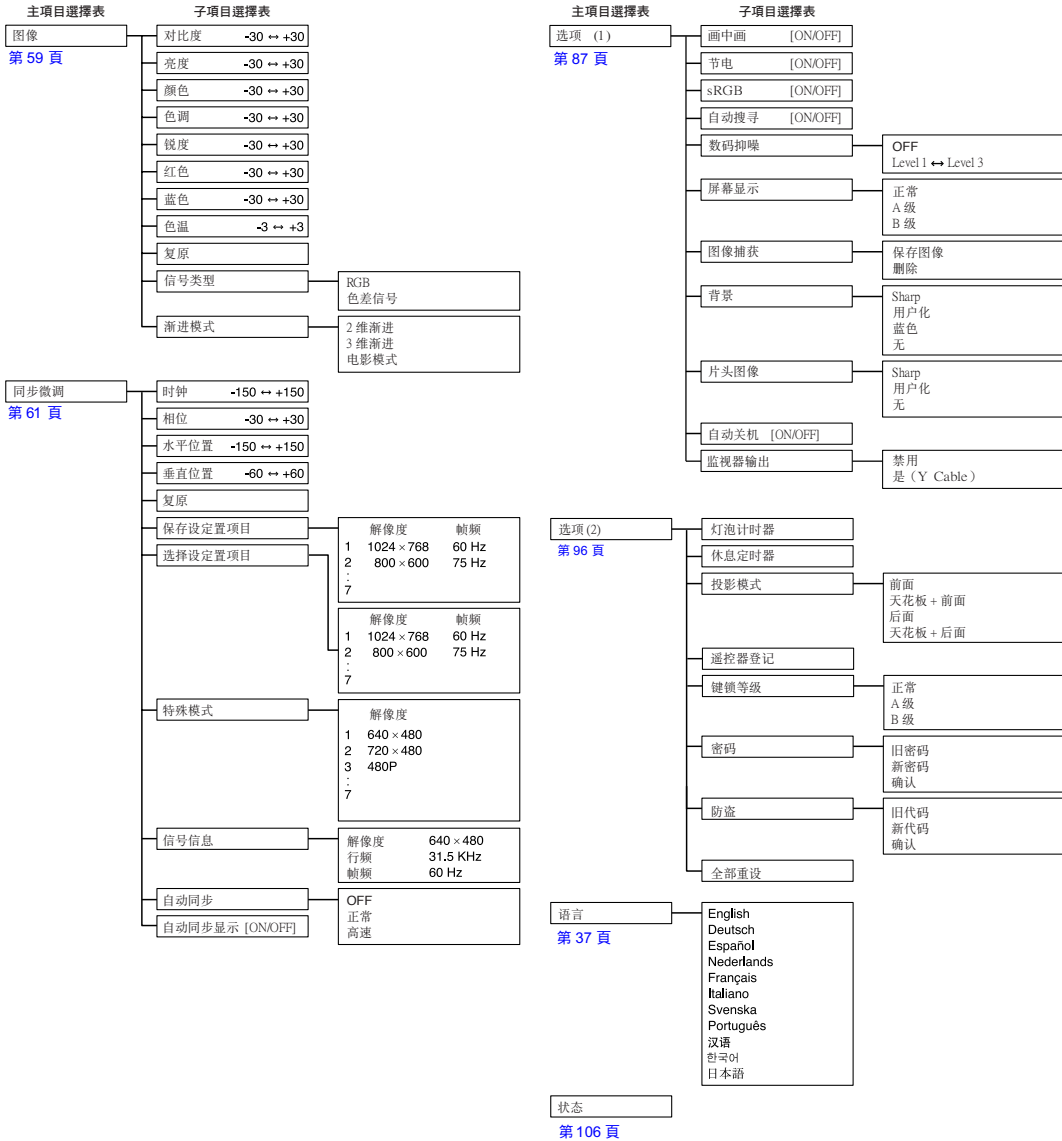 主項目選擇表 子項目選擇表
图像
第 59 頁
对比度 -30 ↔ +30
亮度 -30 ↔ +30
颜色 -30 ↔ +30
色调 -30 ↔ +30
锐度 -30 ↔ +30
红色 -30 ↔ +30
蓝色 -30 ↔ +30
色温 -3 ↔ +3
复原
信号类型
RGB
色差信号
渐进模式
2 维渐进
3 维渐进
电影模式
同步微调
第 61 頁
时钟 -150 ↔ +150
相位 -30 ↔ +30
水平位置 -150 ↔ +150
垂直位置 -60 ↔ +60
复原
保存设定置项目
解像度 帧频
1 1024 × 768 60 Hz
2 800 × 600 75 Hz
:
7
选择设定置项目
解像度 帧频
1 1024 × 768 60 Hz
2 800 × 600 75 Hz
:
7
特殊模式
解像度
1 640 × 480
2 720 × 480
3 480P
:
7
信号信息
解像度 640 × 480
行频 31.5 KHz
帧频 60 Hz
自动同步
OFF
正常
高速
自动同步显示 [ON/OFF]
主項目選擇表 子項目選擇表
选项 (1)
第 87 頁
画中画 [ON/OFF]
节电 [ON/OFF]
sRGB [ON/OFF]
自动搜寻 [ON/OFF]
数码抑噪
OFF
Level 1 ↔ Level 3
屏幕显示
正常
A 级
B 级
图像捕获
保存图像
删除
背景
Sharp
用户化
蓝色
无
片头图像
Sharp
用户化
无
自动关机 [ON/OFF]
监视器输出
禁用
是（Y Cable）
选项 (2)
第 96 頁
灯泡计时器
休息定时器
投影模式
前面
天花板 + 前面
后面
天花板 + 后面
遥控器登记
键锁等级
正常
A 级
B 级
密码
旧密码
新密码
确认
防盗
旧代码
新代码
确认
全部重设
语言
第 37 頁
English
Deutsch
Español
Nederlands
Français
Italiano
Svenska
Português
汉语
한국어
日本語
状态
第 106 頁